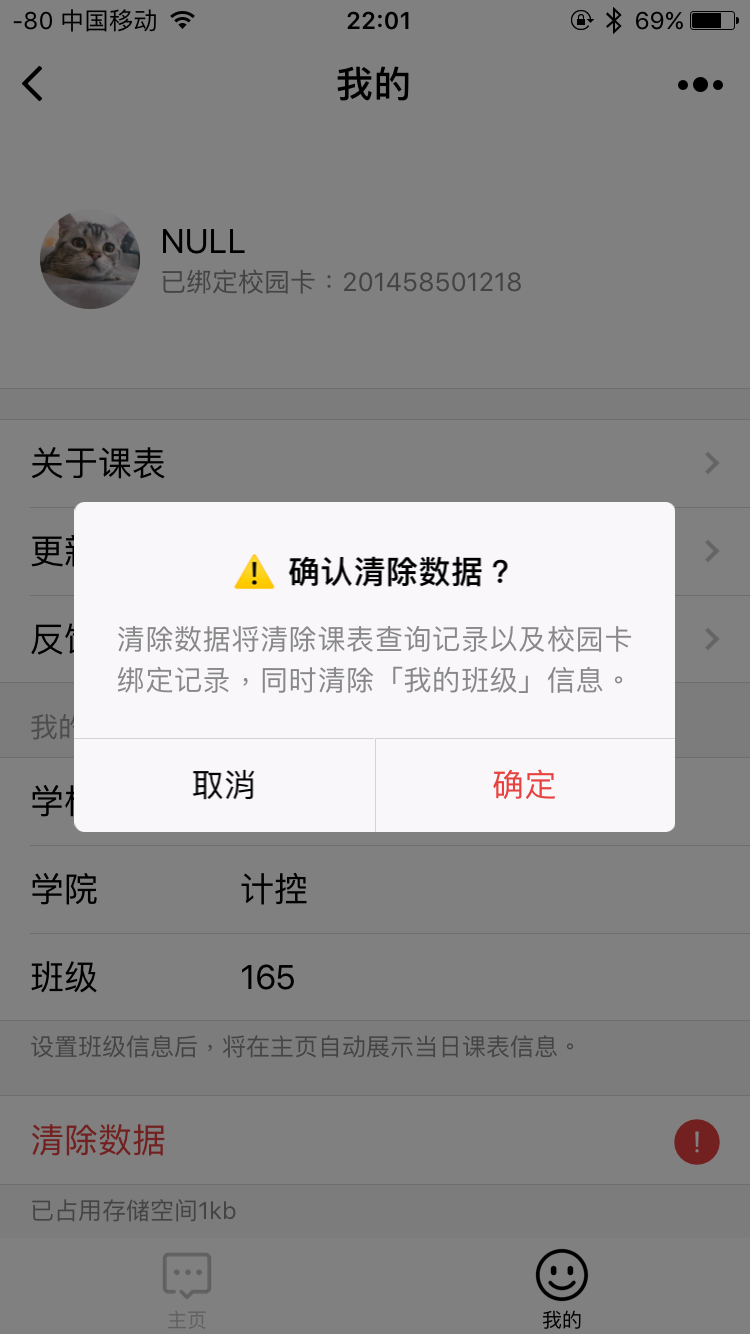 -80 中国移动 22:01 69%
我的
NULL
已绑定校园卡：201458501218
关于课表
更新
反馈
⚠️ 确认清除数据？
清除数据将清除课表查询记录以及校园卡
绑定记录，同时清除「我的班级」信息。
取消 确定
我的
学校
学院 计控
班级 165
设置班级信息后，将在主页自动展示当日课表信息。
清除数据 !
已占用存储空间1kb
主页 我的